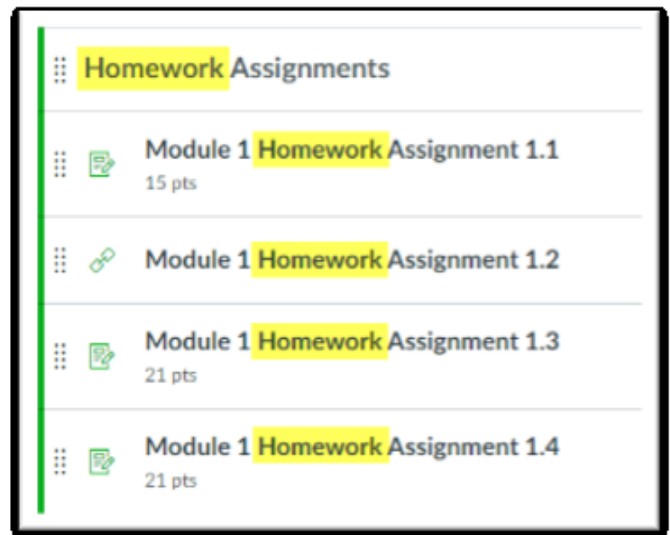 Homework Assignments
Module 1 Homework Assignment 1.1
15 pts
Module 1 Homework Assignment 1.2
Module 1 Homework Assignment 1.3
21 pts
Module 1 Homework Assignment 1.4
21 pts